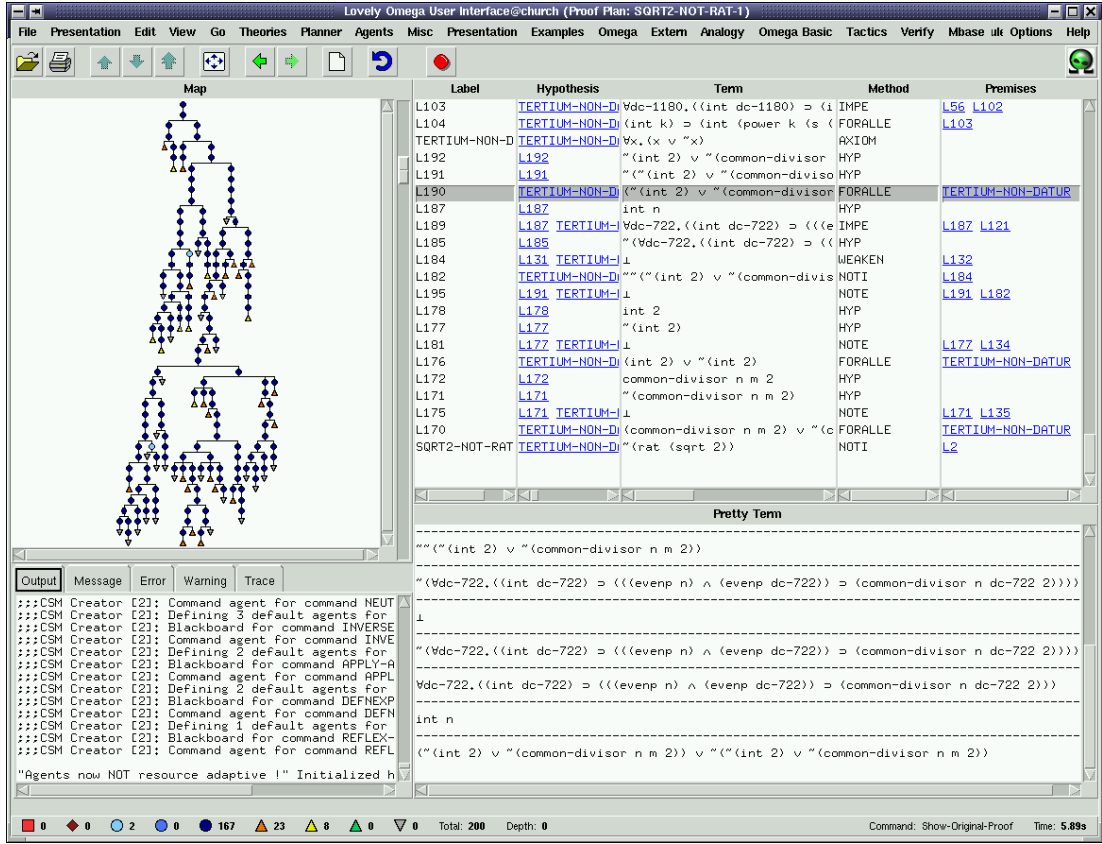 Lovely Omega User Interface@church (Proof Plan: SQRT2-NOT-RAT-1)
File Presentation Edit View Go Theories Planner Agents Misc Presentation Examples Omega Extern Analogy Omega Basic Tactics Verify Mbase ule Options Help
Map
Label Hypothesis Term Method Premises
L103 TERTIUM-NON-D ∀dc-1180.((int dc-1180) ⊃ (i IMPE L56 L102
L104 TERTIUM-NON-D (int k) ⊃ (int (power k (s ( FORALLE L103
TERTIUM-NON-D TERTIUM-NON-D ∀x.(x ∨ ~x) AXIOM
L192 L192 ~(int 2) ∨ ~(common-divisor HYP
L191 L191 ~(~(int 2) ∨ ~(common-diviso HYP
L190 TERTIUM-NON-D (~(int 2) ∨ ~(common-divisor FORALLE TERTIUM-NON-DATUR
L187 L187 int n HYP
L189 L187 TERTIUM- ∀dc-722.((int dc-722) ⊃ (((e IMPE L187 L121
L185 L185 ~(∀dc-722.((int dc-722) ⊃ (( HYP
L184 L131 TERTIUM- ⊥ WEAKEN L132
L182 TERTIUM-NON-D ~~(~(int 2) ∨ ~(common-divis NOTI L184
L195 L191 TERTIUM- ⊥ NOTE L191 L182
L178 L178 int 2 HYP
L177 L177 ~(int 2) HYP
L181 L177 TERTIUM- ⊥ NOTE L177 L134
L176 TERTIUM-NON-D (int 2) ∨ ~(int 2) FORALLE TERTIUM-NON-DATUR
L172 L172 common-divisor n m 2 HYP
L171 L171 ~(common-divisor n m 2) HYP
L175 L171 TERTIUM- ⊥ NOTE L171 L135
L170 TERTIUM-NON-D (common-divisor n m 2) ∨ ~(c FORALLE TERTIUM-NON-DATUR
SQRT2-NOT-RAT TERTIUM-NON-D ~(rat (sqrt 2)) NOTI L2
Pretty Term
~~(~(int 2) ∨ ~(common-divisor n m 2))
~(∀dc-722.((int dc-722) ⊃ (((evenp n) ∧ (evenp dc-722)) ⊃ (common-divisor n dc-722 2))))
⊥
~(∀dc-722.((int dc-722) ⊃ (((evenp n) ∧ (evenp dc-722)) ⊃ (common-divisor n dc-722 2))))
∀dc-722.((int dc-722) ⊃ (((evenp n) ∧ (evenp dc-722)) ⊃ (common-divisor n dc-722 2)))
int n
(~(int 2) ∨ ~(common-divisor n m 2)) ∨ ~(~(int 2) ∨ ~(common-divisor n m 2))
Output Message Error Warning Trace
;;;CSM Creator [2]: Command agent for command NEUT
;;;CSM Creator [2]: Defining 3 default agents for
;;;CSM Creator [2]: Blackboard for command INVERSE
;;;CSM Creator [2]: Command agent for command INVE
;;;CSM Creator [2]: Defining 2 default agents for
;;;CSM Creator [2]: Blackboard for command APPLY-A
;;;CSM Creator [2]: Command agent for command APPL
;;;CSM Creator [2]: Defining 2 default agents for
;;;CSM Creator [2]: Blackboard for command DEFNEXP
;;;CSM Creator [2]: Command agent for command DEFN
;;;CSM Creator [2]: Defining 1 default agents for
;;;CSM Creator [2]: Blackboard for command REFLEX-
;;;CSM Creator [2]: Command agent for command REFL
"Agents now NOT resource adaptive !" Initialized h
0 0 2 0 167 23 8 0 0 Total: 200 Depth: 0 Command: Show-Original-Proof Time: 5.89s